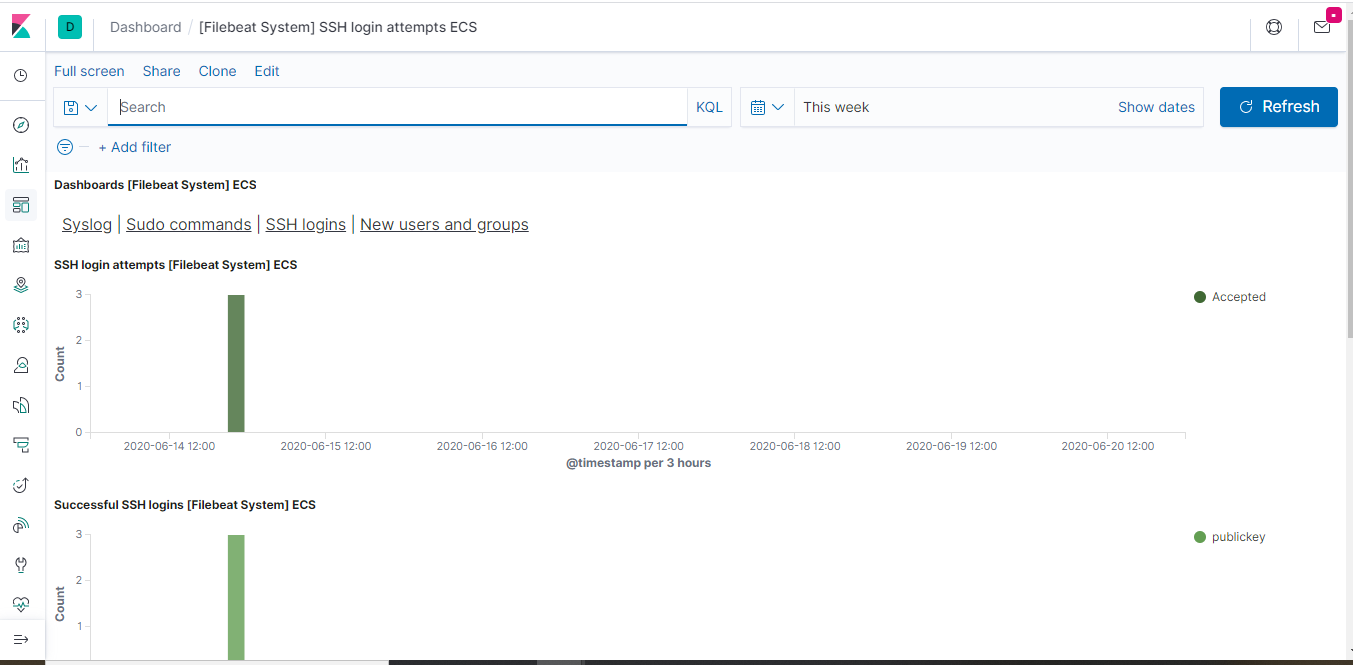 D Dashboard / [Filebeat System] SSH login attempts ECS
Full screen Share Clone Edit
Search KQL This week Show dates Refresh
+ Add filter
Dashboards [Filebeat System] ECS
Syslog | Sudo commands | SSH logins | New users and groups
SSH login attempts [Filebeat System] ECS
3
2
1
0
Count
Accepted
2020-06-14 12:00 2020-06-15 12:00 2020-06-16 12:00 2020-06-17 12:00 2020-06-18 12:00 2020-06-19 12:00 2020-06-20 12:00
@timestamp per 3 hours
Successful SSH logins [Filebeat System] ECS
3
2
1
Count
publickey